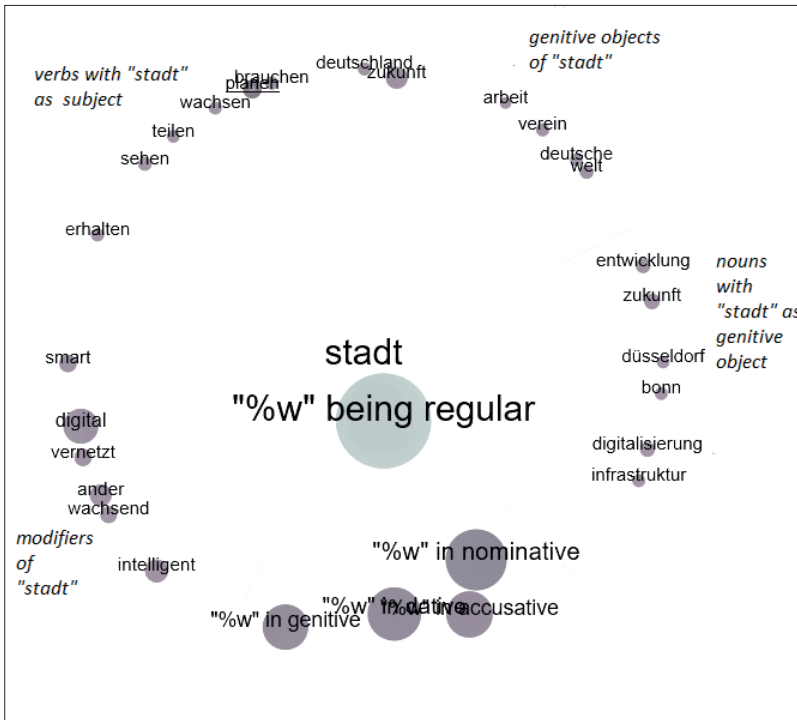 genitive objects
of "stadt"
verbs with "stadt"
as subject
deutschland
zukunft
brauchen
planen
wachsen
teilen
sehen
erhalten
arbeit
verein
deutsche
welt
entwicklung
zukunft
düsseldorf
bonn
digitalisierung
infrastruktur
nouns
with
"stadt" as
genitive
object
stadt
"%w" being regular
smart
digital
vernetzt
ander
wachsend
intelligent
modifiers
of
"stadt"
"%w" in nominative
"%w" in genitive
"%w" in dative
"%w" in accusative